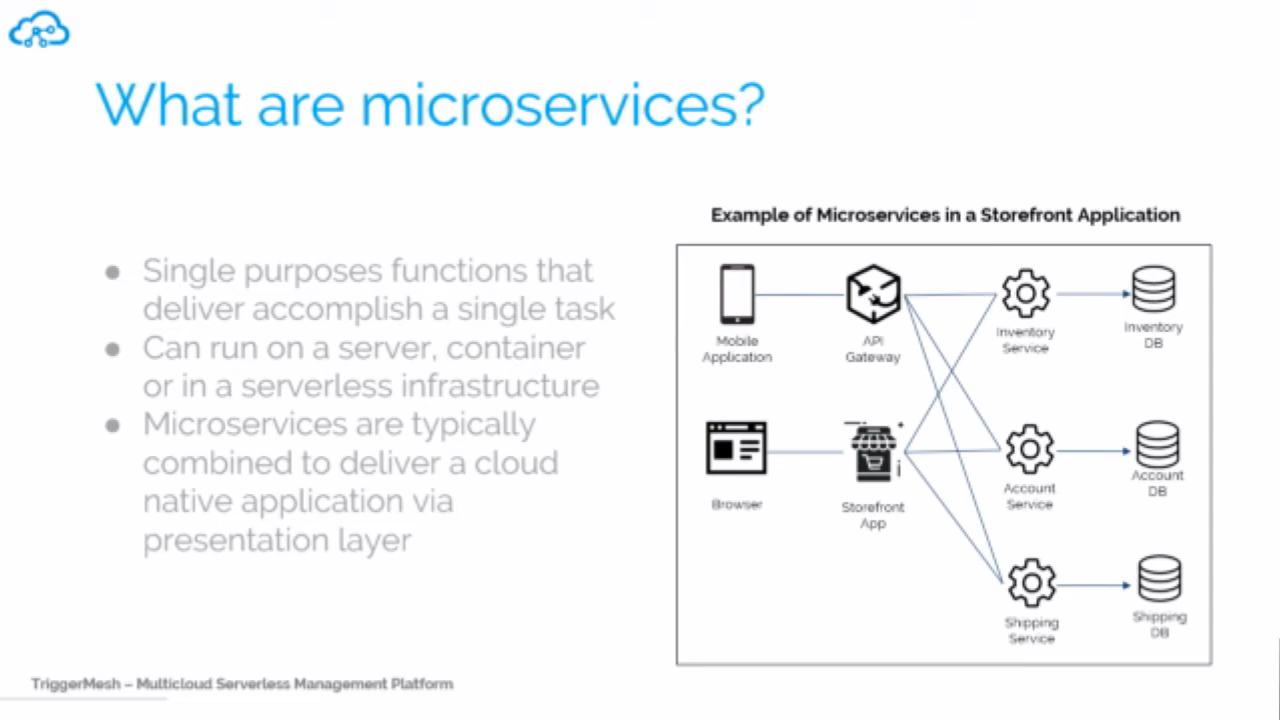 What are microservices?
● Single purposes functions that
deliver accomplish a single task
● Can run on a server, container
or in a serverless infrastructure
● Microservices are typically
combined to deliver a cloud
native application via
presentation layer
Example of Microservices in a Storefront Application
Mobile
Application
API
Gateway
Inventory
Service
Inventory
DB
Browser
Storefront
App
Account
Service
Account
DB
Shipping
Service
Shipping
DB
TriggerMesh – Multicloud Serverless Management Platform